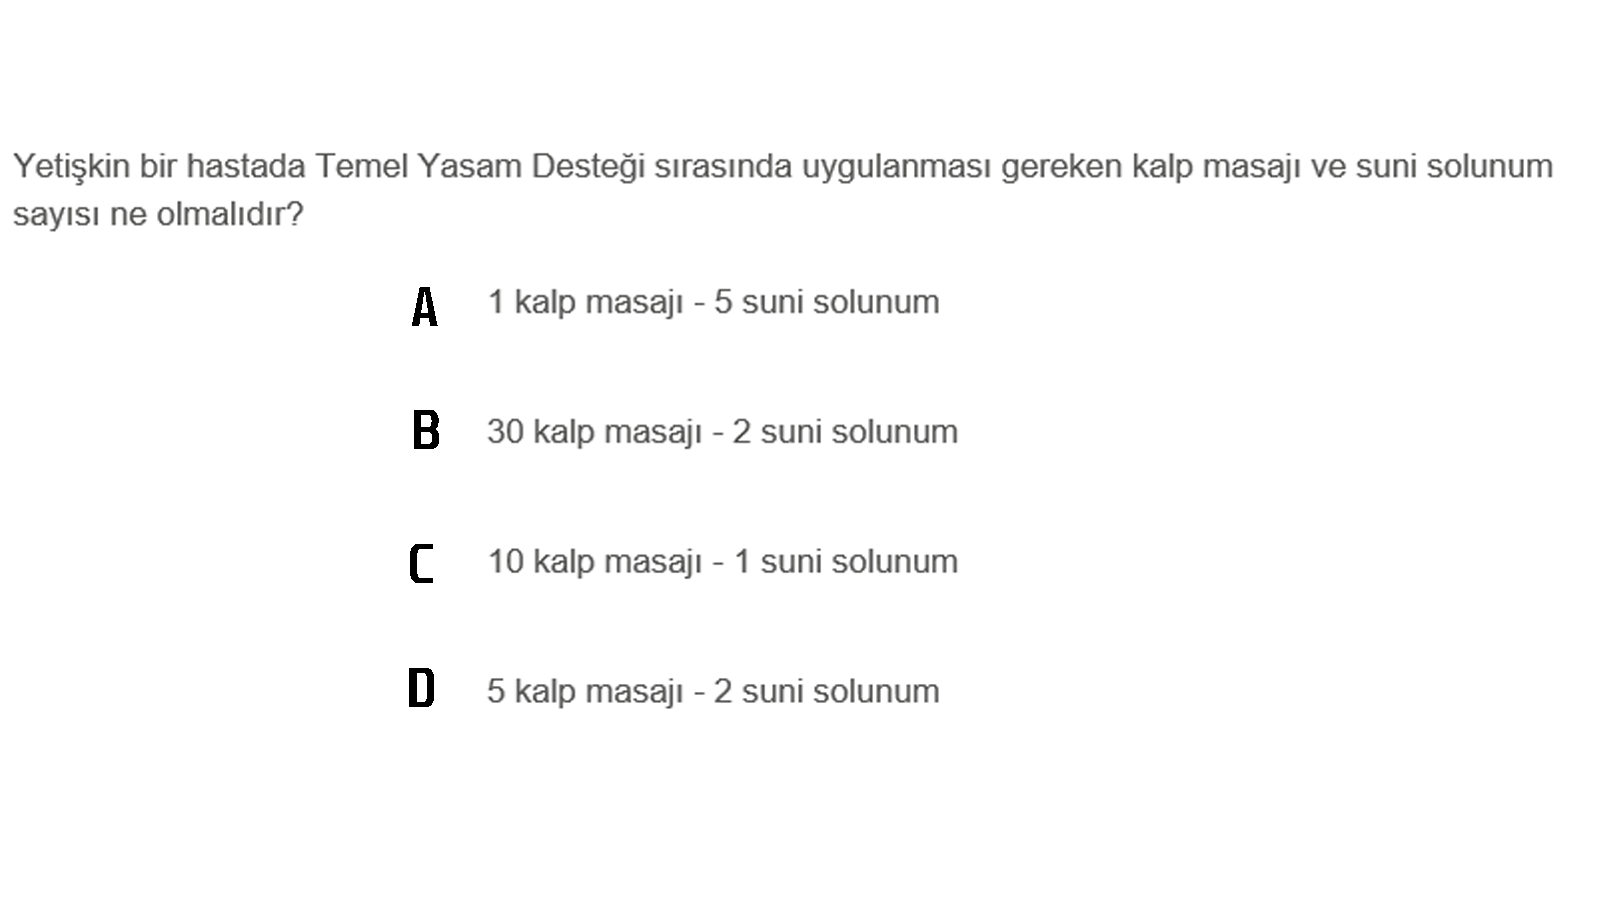 Yetişkin bir hastada Temel Yasam Desteği sırasında uygulanması gereken kalp masajı ve suni solunum
sayısı ne olmalıdır?
A 1 kalp masajı - 5 suni solunum
B 30 kalp masajı - 2 suni solunum
C 10 kalp masajı - 1 suni solunum
D 5 kalp masajı - 2 suni solunum